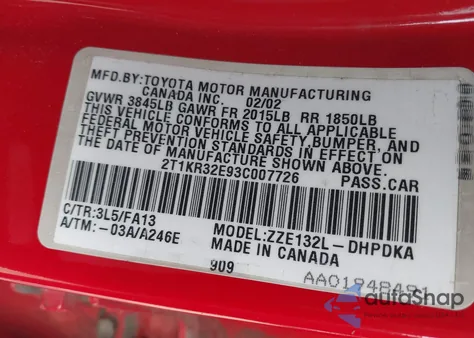 MFD.BY:TOYOTA MOTOR MANUFACTURING
CANADA INC. 02/02
GVWR 3845LB GAWR FR 2015LB RR 1850LB
THIS VEHICLE CONFORMS TO ALL APPLICABLE
FEDERAL MOTOR VEHICLE SAFETY,BUMPER, AND
THEFT PREVENTION STANDARDS IN EFFECT ON
THE DATE OF MANUFACTURE SHOWN ABOVE.
2T1KR32E93C007726 PASS.CAR
C/TR:3L5/FA13 MODEL:ZZE132L-DHPDKA
A/TM:-03A/A246E MADE IN CANADA
909
AA01848481
autoShap